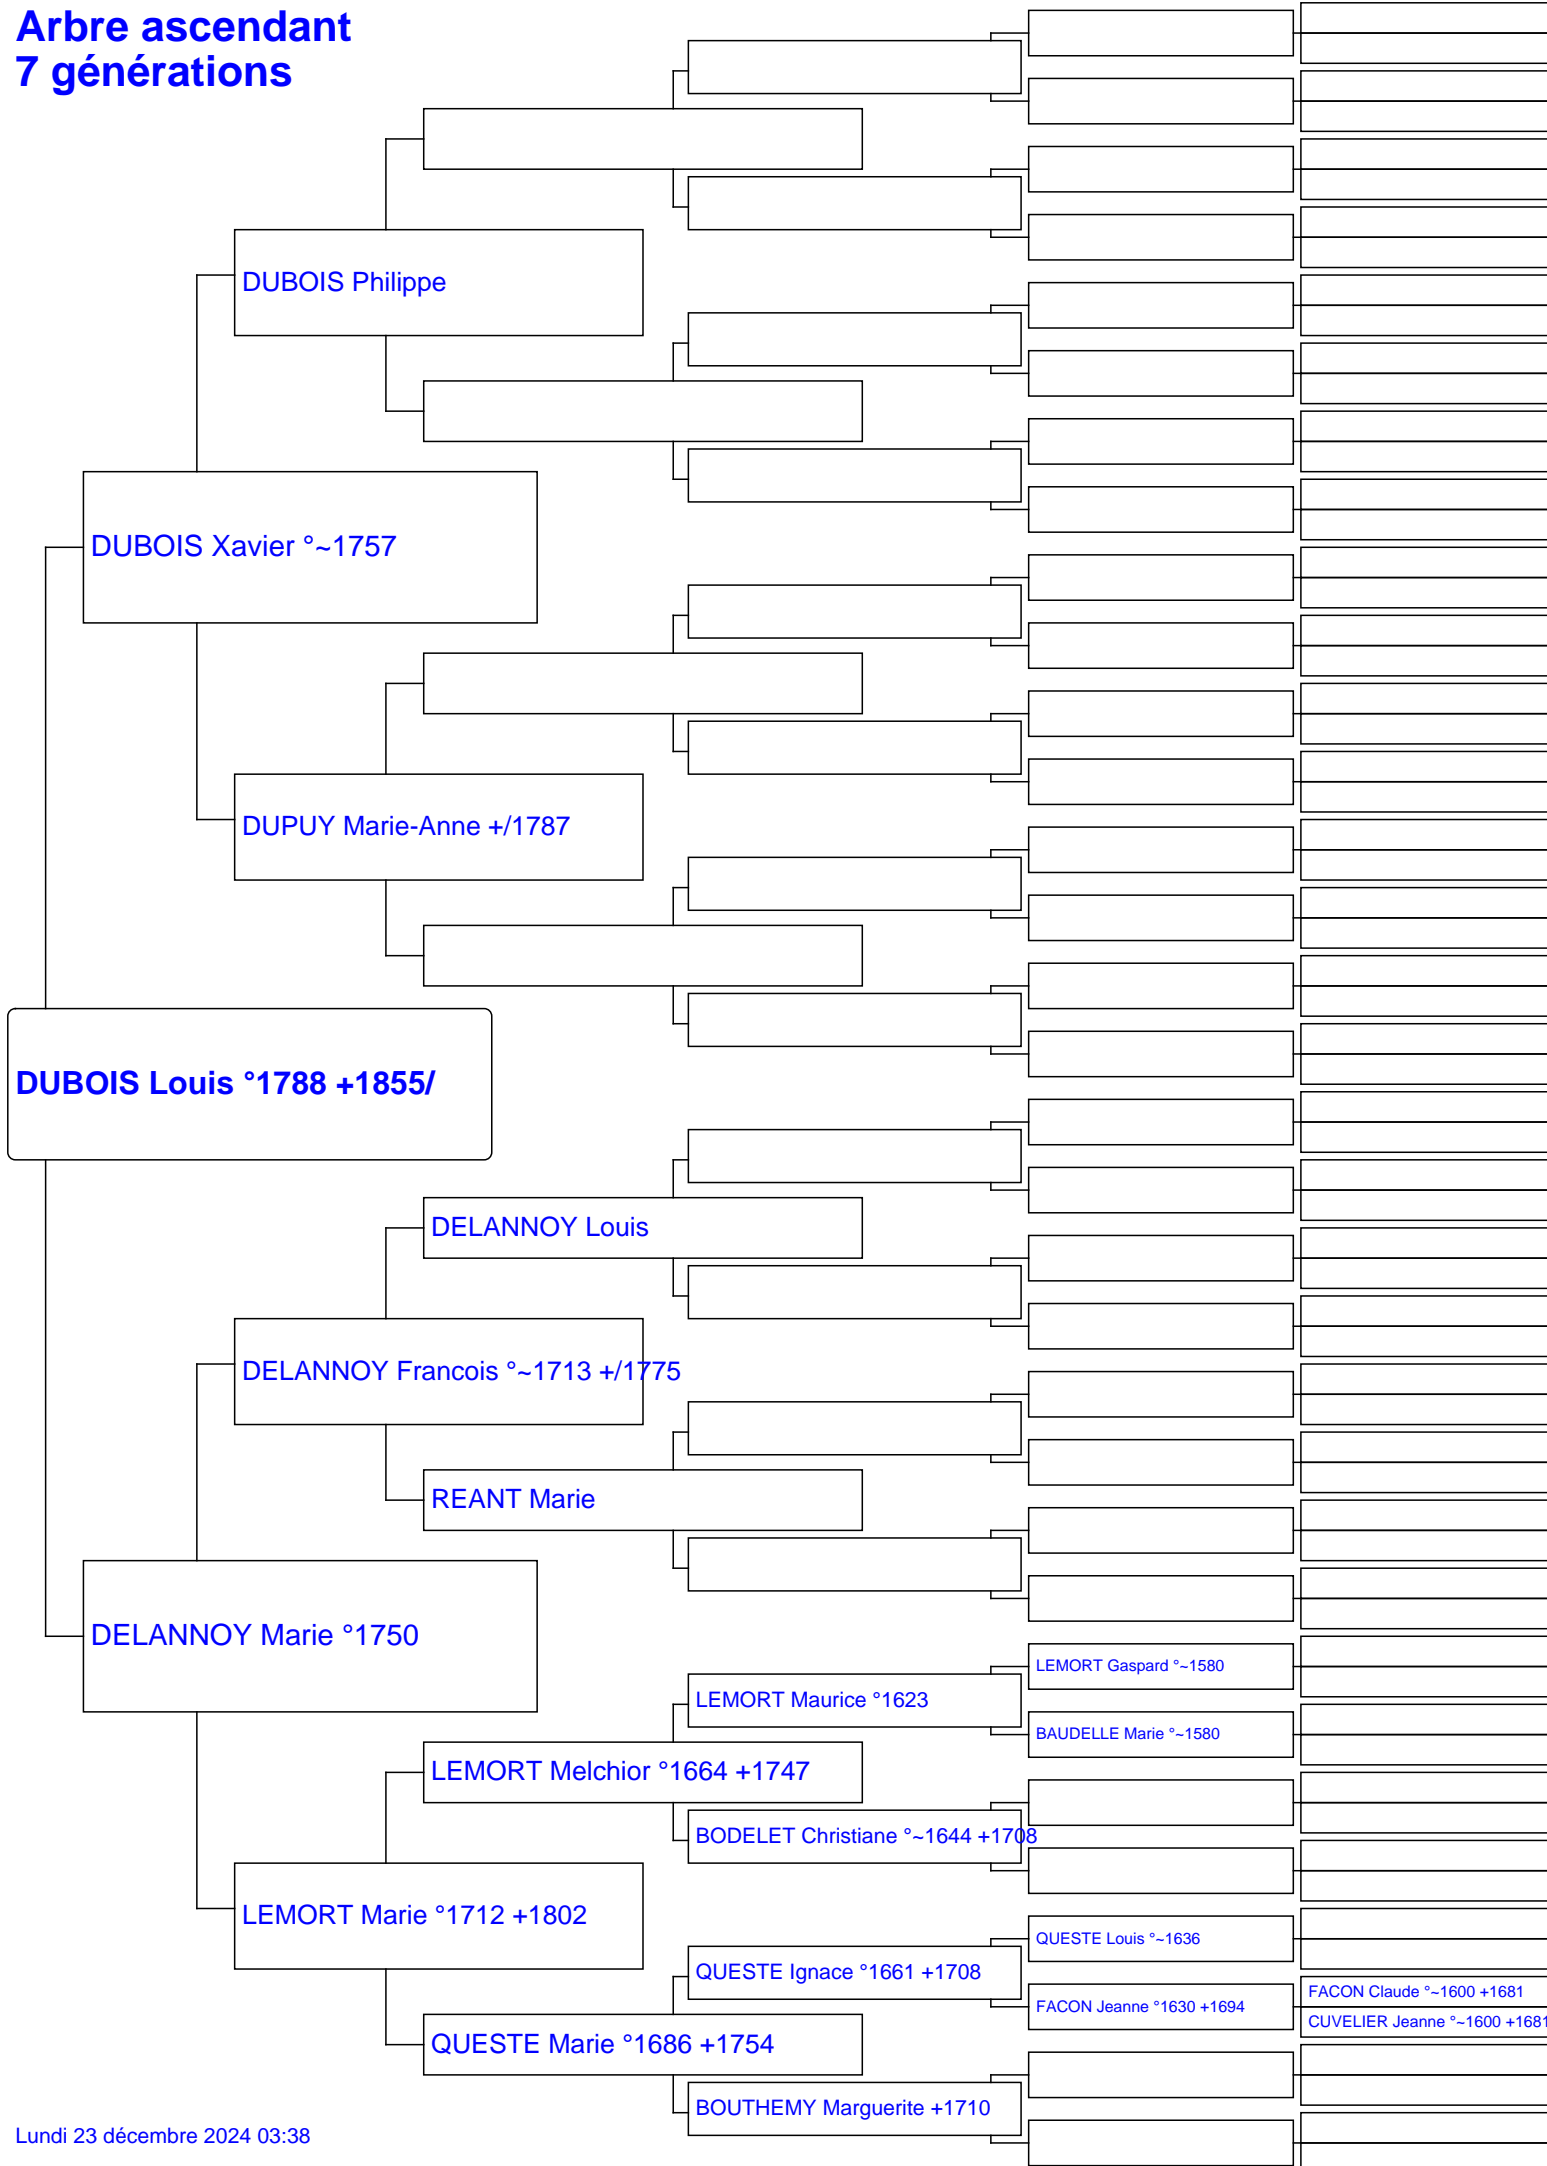 Arbre ascendant
7 générations
DUBOIS Philippe
DUBOIS Xavier °~1757
DUPUY Marie-Anne +/1787
DUBOIS Louis °1788 +1855/
DELANNOY Louis
DELANNOY Francois °~1713 +/1775
REANT Marie
DELANNOY Marie °1750
LEMORT Gaspard °~1580
LEMORT Maurice °1623
BAUDELLE Marie °~1580
LEMORT Melchior °1664 +1747
BODELET Christiane °~1644 +1708
LEMORT Marie °1712 +1802
QUESTE Louis °~1636
QUESTE Ignace °1661 +1708
FACON Claude °~1600 +1681
FACON Jeanne °1630 +1694
CUVELIER Jeanne °~1600 +1681
QUESTE Marie °1686 +1754
BOUTHEMY Marguerite +1710
Lundi 23 décembre 2024 03:38